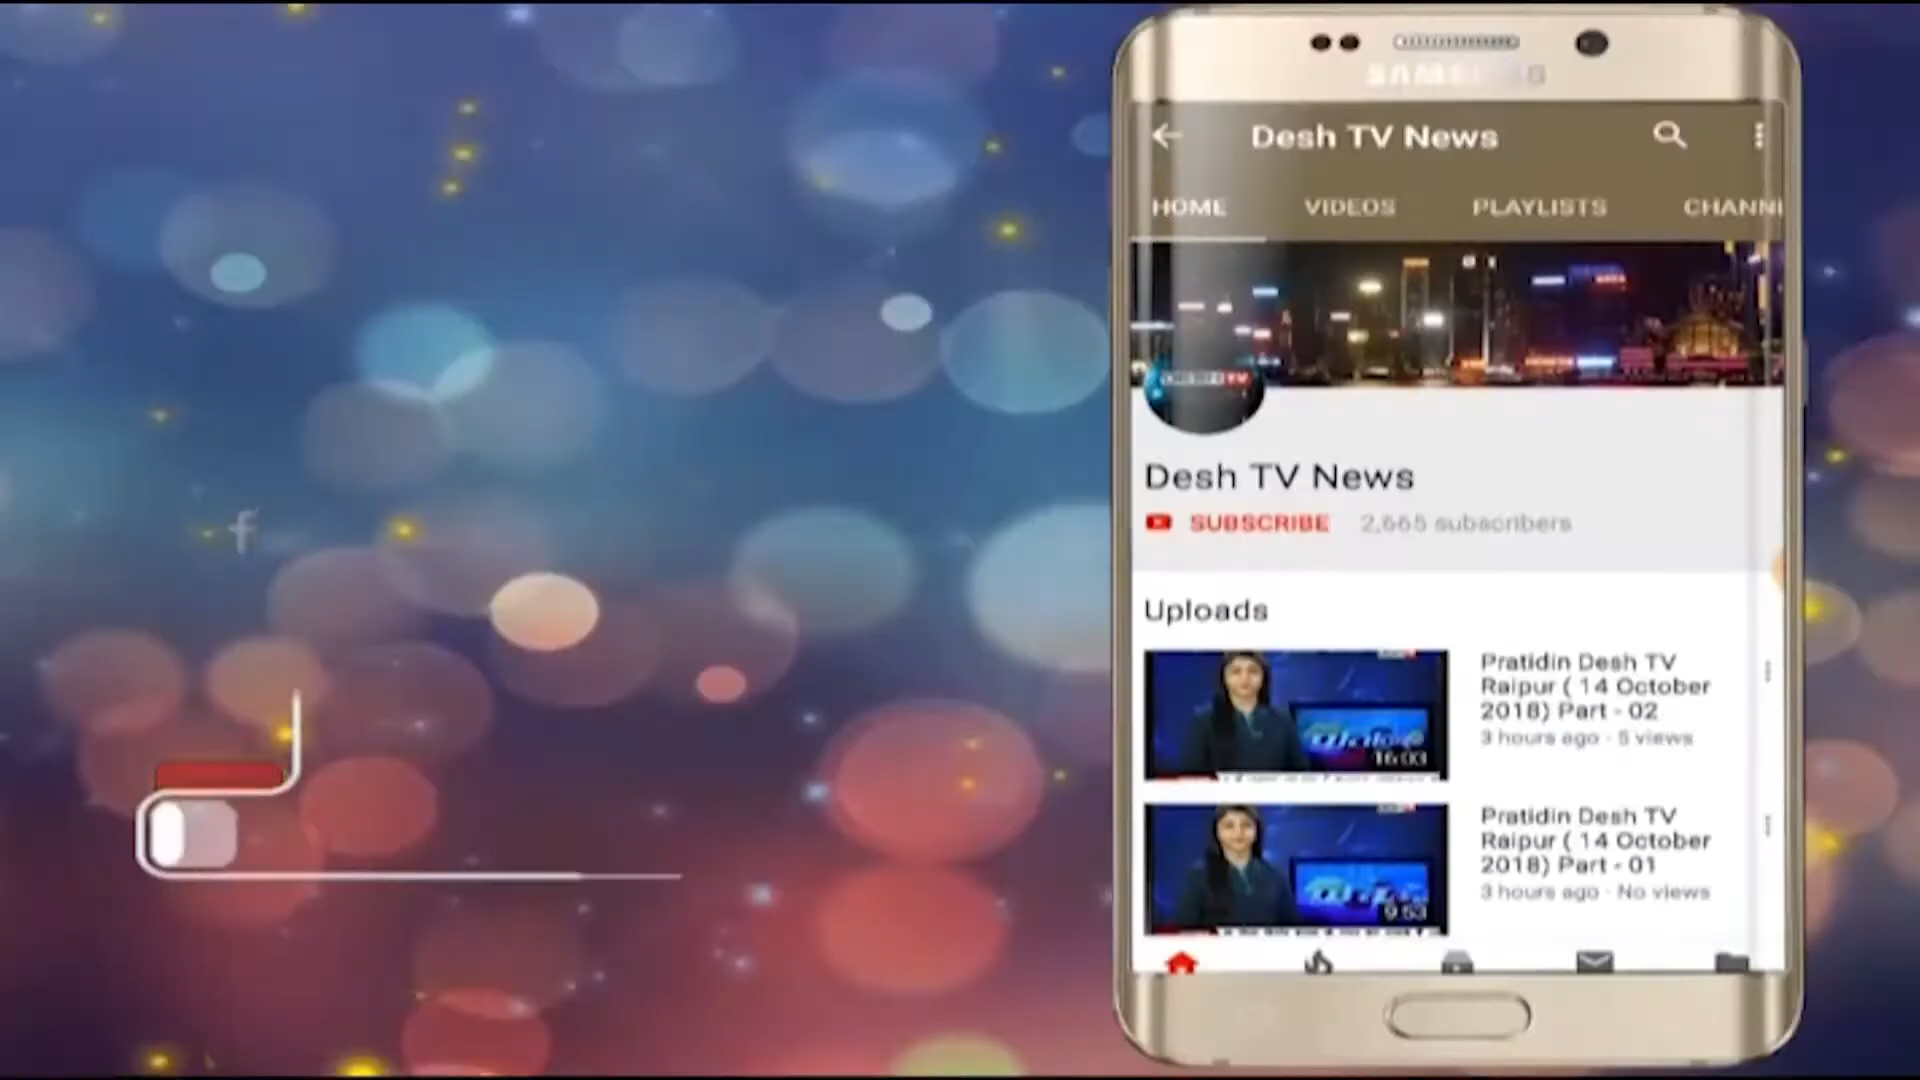 SAMSUNG
Desh TV News
HOME VIDEOS PLAYLISTS CHANN
Desh TV News
SUBSCRIBE 2,665 subscribers
Uploads
Pratidin Desh TV
Raipur ( 14 October
2018) Part - 02
3 hours ago · 5 views
16:03
Pratidin Desh TV
Raipur ( 14 October
2018) Part - 01
3 hours ago · No views
9:53
f